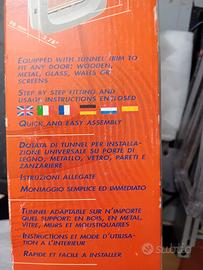 EQUIPPED WITH TUNNEL TRIM TO
FIT ANY DOOR: WOODEN,
METAL, GLASS, WALLS OR
SCREENS
STEP BY STEP FITTING AND
USAGE INSTRUCTIONS ENCLOSED
QUICK AND EASY ASSEMBLY
DOTATA DI TUNNEL PER INSTALLA-
ZIONE UNIVERSALE SU PORTE DI
LEGNO, METALLO, VETRO, PARETI E
ZANZARIERE
ISTRUZIONI ALLEGATE
MONTAGGIO SEMPLICE ED IMMEDIATO
TUNNEL ADAPTABLE SUR N'IMPORTE
QUEL SUPPORT: EN BOIS, EN METAL
VITRE, MURS ET MOUSTIQUAIRES
INSTRUCTIONS ET MODE D'UTILISA-
TION A L'INTERIEUR
RAPIDE ET FACILE A INSTALLER
Subito